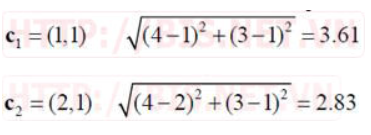 c₁ = (1,1) √(4−1)² + (3−1)² = 3.61
c₂ = (2,1) √(4−2)² + (3−1)² = 2.83